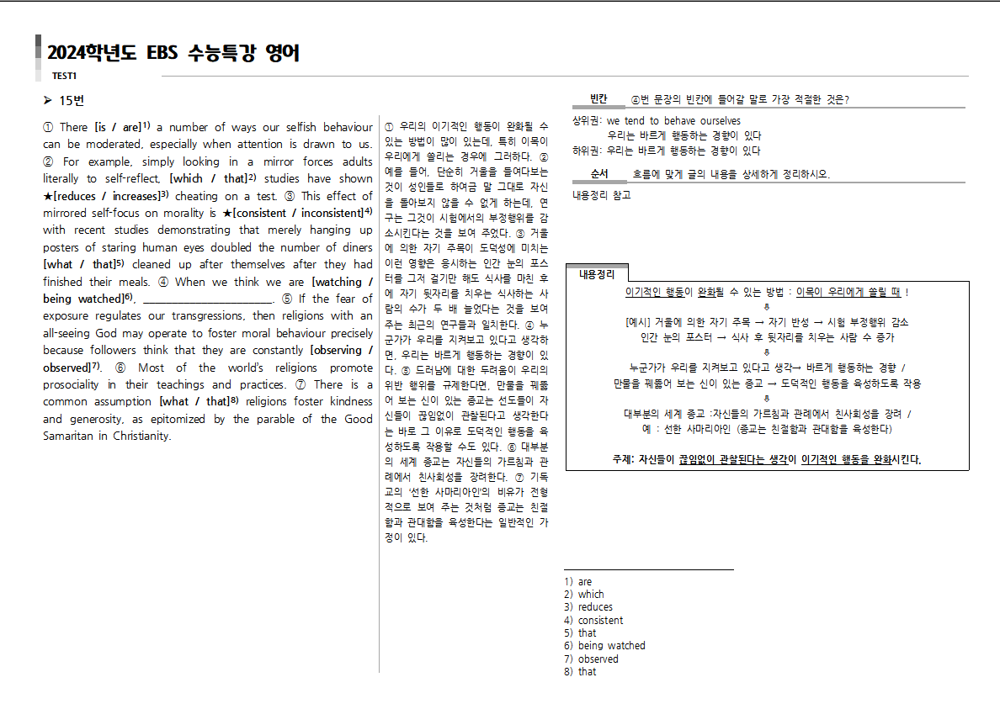 2024학년도 EBS 수능특강 영어
TEST1
➢ 15번
① There [is / are]1) a number of ways our selfish behaviour
can be moderated, especially when attention is drawn to us.
② For example, simply looking in a mirror forces adults
literally to self-reflect, [which / that]2) studies have shown
★[reduces / increases]3) cheating on a test. ③ This effect of
mirrored self-focus on morality is ★[consistent / inconsistent]4)
with recent studies demonstrating that merely hanging up
posters of staring human eyes doubled the number of diners
[what / that]5) cleaned up after themselves after they had
finished their meals. ④ When we think we are [watching /
being watched]6), ______________________. ⑤ If the fear of
exposure regulates our transgressions, then religions with an
all-seeing God may operate to foster moral behaviour precisely
because followers think that they are constantly [observing /
observed]7). ⑥ Most of the world's religions promote
prosociality in their teachings and practices. ⑦ There is a
common assumption [what / that]8) religions foster kindness
and generosity, as epitomized by the parable of the Good
Samaritan in Christianity.
① 우리의 이기적인 행동이 완화될 수
있는 방법이 많이 있는데, 특히 이목이
우리에게 쏠리는 경우에 그러하다. ②
예를 들어, 단순히 거울을 들여다보는
것이 성인들로 하여금 말 그대로 자신
을 돌아보지 않을 수 없게 하는데, 연
구는 그것이 시험에서의 부정행위를 감
소시킨다는 것을 보여 주었다. ③ 거울
에 의한 자기 주목이 도덕성에 미치는
이런 영향은 응시하는 인간 눈의 포스
터를 그저 걸기만 해도 식사를 마친 후
에 자기 뒷자리를 치우는 식사하는 사
람의 수가 두 배 늘었다는 것을 보여
주는 최근의 연구들과 일치한다. ④ 누
군가가 우리를 지켜보고 있다고 생각하
면, 우리는 바르게 행동하는 경향이 있
다. ⑤ 드러남에 대한 두려움이 우리의
위반 행위를 규제한다면, 만물을 꿰뚫
어 보는 신이 있는 종교는 선도들이 자
신들이 끊임없이 관찰된다고 생각한다
는 바로 그 이유로 도덕적인 행동을 육
성하도록 작용할 수도 있다. ⑥ 대부분
의 세계 종교는 자신들의 가르침과 관
례에서 친사회성을 장려한다. ⑦ 기독
교의 '선한 사마리아인'의 비유가 전형
적으로 보여 주는 것처럼 종교는 친절
함과 관대함을 육성한다는 일반적인 가
정이 있다.
빈칸 ④번 문장의 빈칸에 들어갈 말로 가장 적절한 것은?
상위권: we tend to behave ourselves
우리는 바르게 행동하는 경향이 있다
하위권: 우리는 바르게 행동하는 경향이 있다
순서 흐름에 맞게 글의 내용을 상세하게 정리하시오.
내용정리 참고
내용정리
이기적인 행동이 완화될 수 있는 방법 : 이목이 우리에게 쏠릴 때 !
⇩
[예시] 거울에 의한 자기 주목 → 자기 반성 → 시험 부정행위 감소
인간 눈의 포스터 → 식사 후 뒷자리를 치우는 사람 수 증가
⇩
누군가가 우리를 지켜보고 있다고 생각→ 바르게 행동하는 경향 /
만물을 꿰뚫어 보는 신이 있는 종교 → 도덕적인 행동을 육성하도록 작용
⇩
대부분의 세계 종교 :자신들의 가르침과 관례에서 친사회성을 장려 /
예 : 선한 사마리아인 (종교는 친절함과 관대함을 육성한다)
주제: 자신들이 끊임없이 관찰된다는 생각이 이기적인 행동을 완화시킨다.
1) are
2) which
3) reduces
4) consistent
5) that
6) being watched
7) observed
8) that